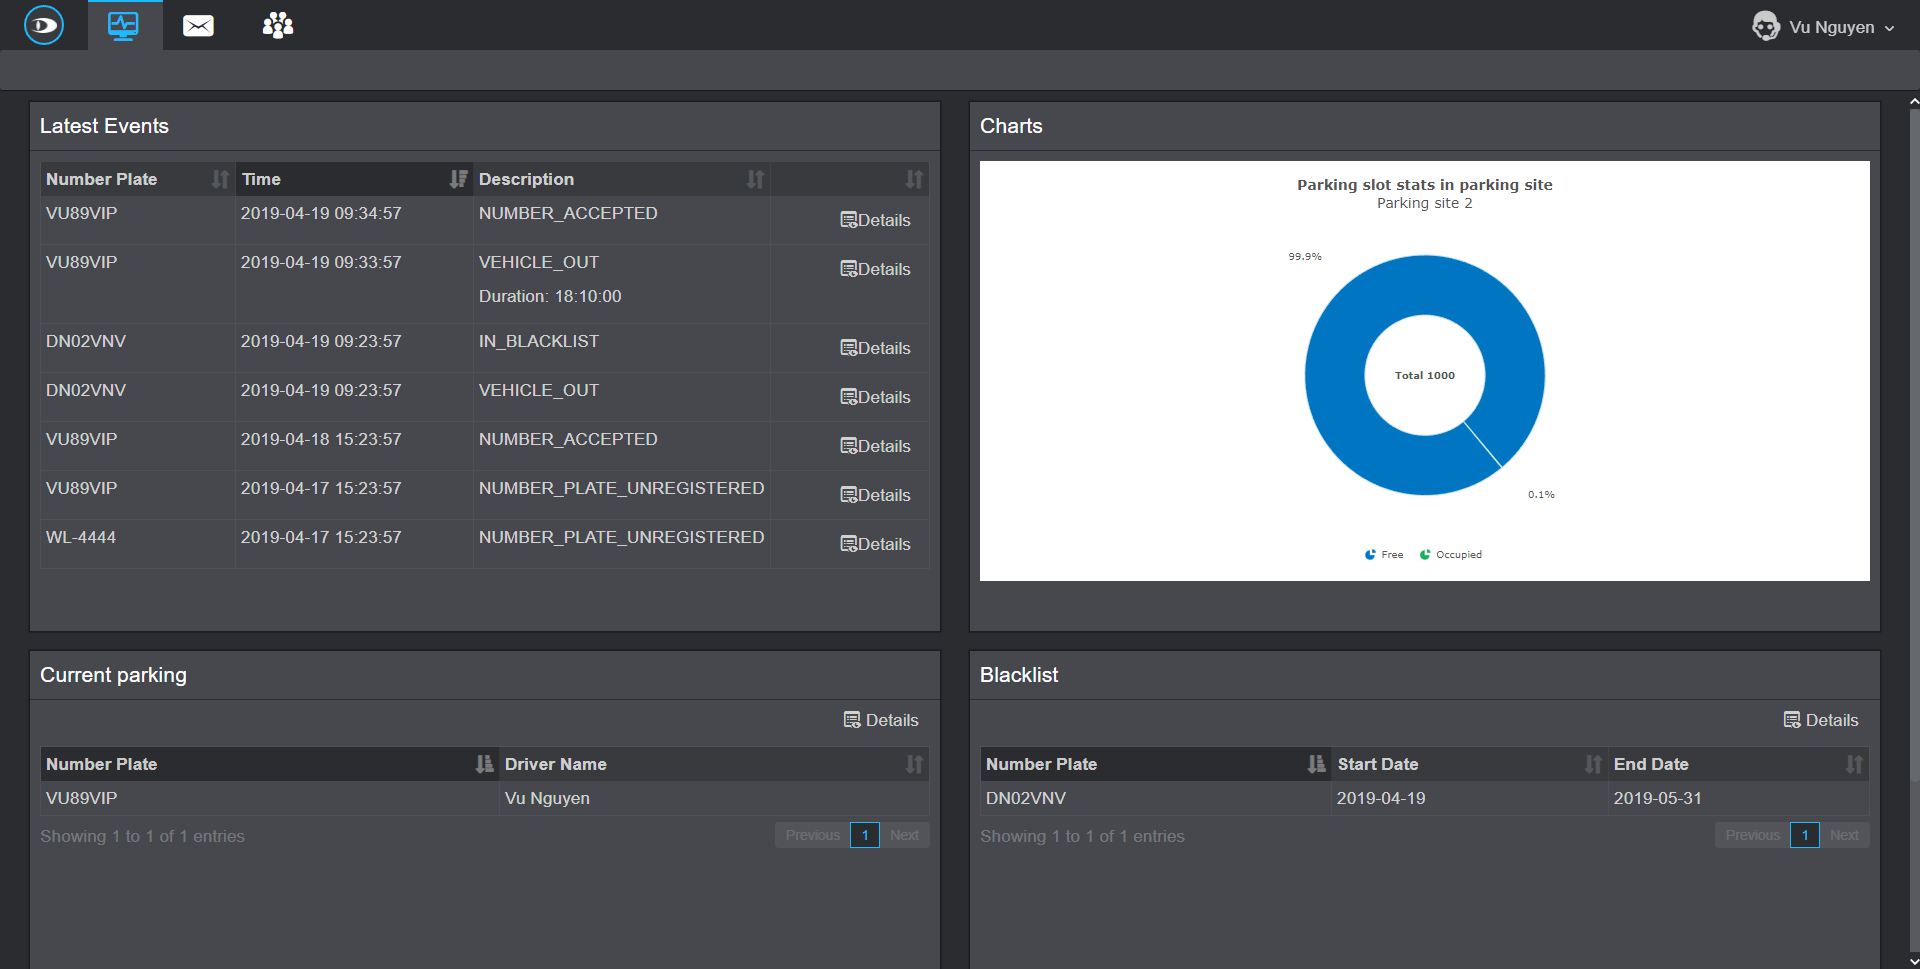 Vu Nguyen
Latest Events
Number Plate Time Description
VU89VIP 2019-04-19 09:34:57 NUMBER_ACCEPTED Details
VU89VIP 2019-04-19 09:33:57 VEHICLE_OUT Details
Duration: 18:10:00
DN02VNV 2019-04-19 09:23:57 IN_BLACKLIST Details
DN02VNV 2019-04-19 09:23:57 VEHICLE_OUT Details
VU89VIP 2019-04-18 15:23:57 NUMBER_ACCEPTED Details
VU89VIP 2019-04-17 15:23:57 NUMBER_PLATE_UNREGISTERED Details
WL-4444 2019-04-17 15:23:57 NUMBER_PLATE_UNREGISTERED Details
Charts
Parking slot stats in parking site
Parking site 2
99.9%
Total 1000
0.1%
Free Occupied
Current parking
Details
Number Plate Driver Name
VU89VIP Vu Nguyen
Showing 1 to 1 of 1 entries Previous 1 Next
Blacklist
Details
Number Plate Start Date End Date
DN02VNV 2019-04-19 2019-05-31
Showing 1 to 1 of 1 entries Previous 1 Next